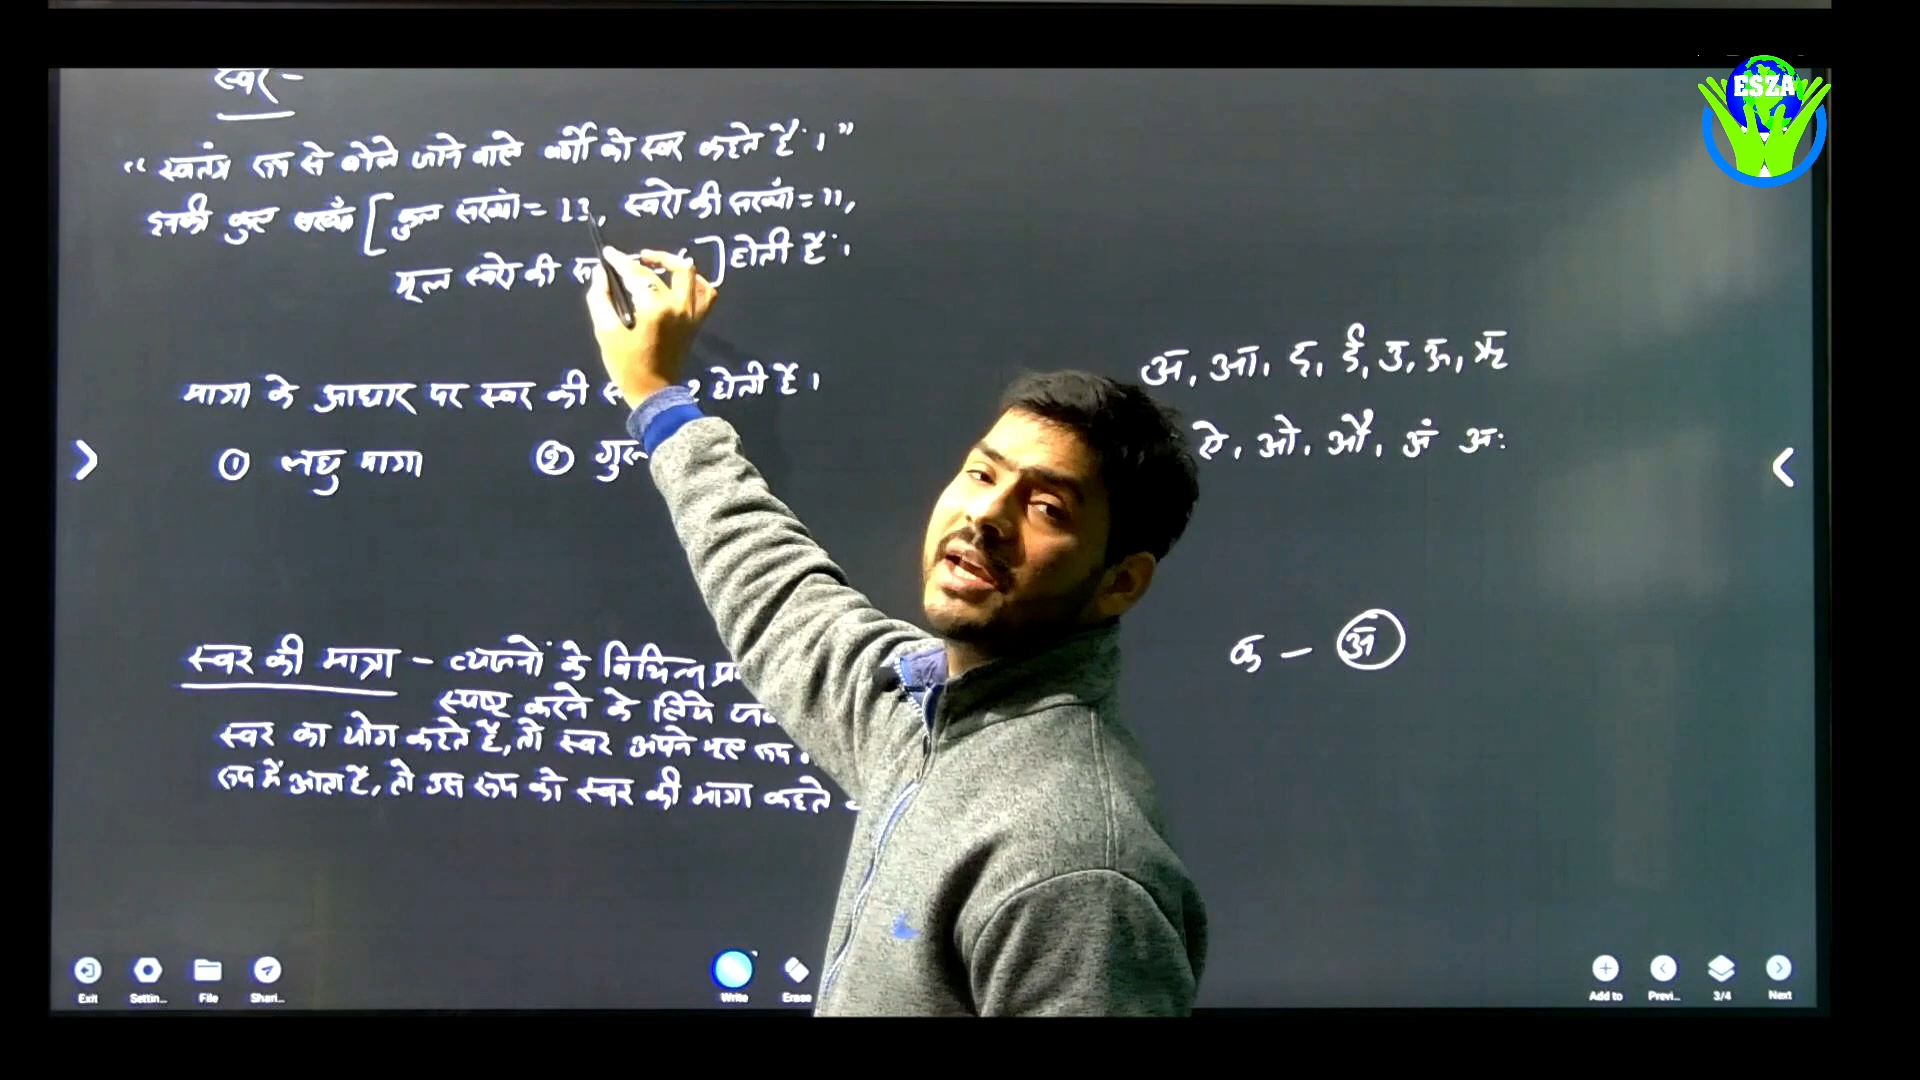 स्वर -
“ स्वतंत्र रूप से बोले जाने वाले वर्णो को स्वर कहते हैं । ”
इनकी कुल संख्याँ [ कुल संख्याँ = 13, स्वरो की संख्याँ = 11,
मूल स्वरो की ] होती हैं ।
मात्रा के आधार पर स्वर की होती है ।
① लघु मात्रा ② गुरू
अ, आ, इ, ई, उ, ऊ, ऋ
ऐ, ओ, औ, अं अः
क - अ
स्वर की मात्रा - व्यंजनों के विभिन्न
स्पष्ट करने के लिये
स्वर का योग करते हैं, तो स्वर अपने मूल रूप
रूप में आता है, तो उस रूप को स्वर की मात्रा कहते
ESZA
Exit Settin... File Shari... Write Erase Add to Previ... 3/4 Next